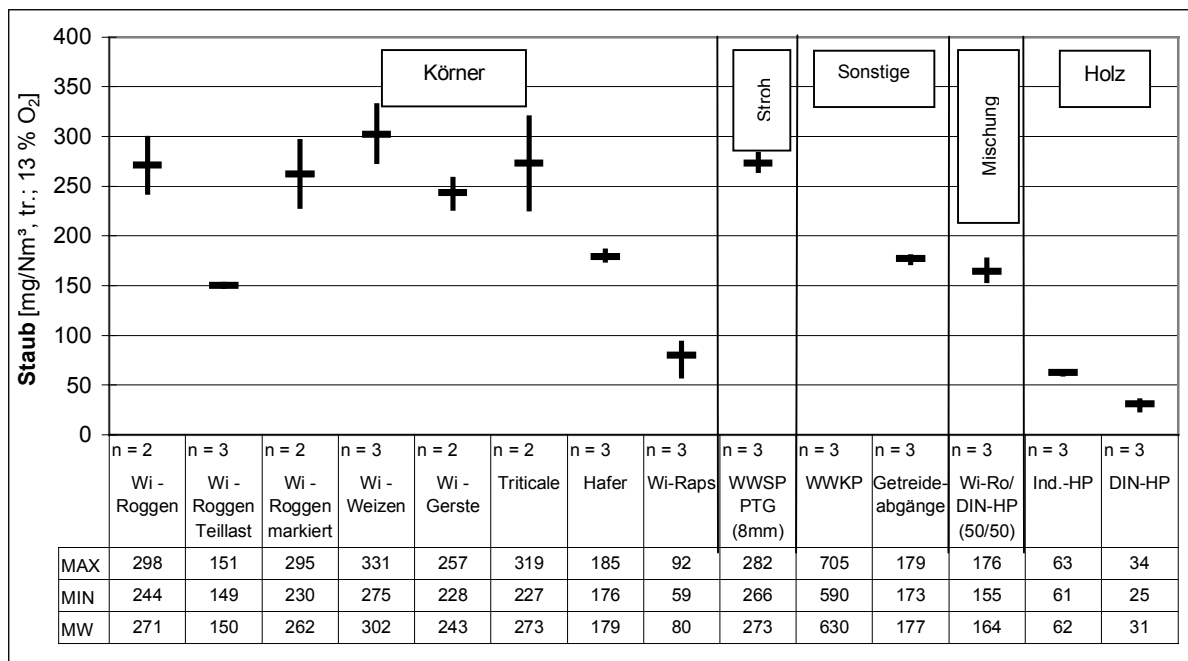 Staub [mg/Nm³, tr.; 13 % O₂]
400
350
300
250
200
150
100
50
0
Körner
Stroh
Sonstige
Mischung
Holz
n = 2 n = 3 n = 2 n = 3 n = 2 n = 2 n = 3 n = 3 n = 3 n = 3 n = 3 n = 3 n = 3 n = 3
Wi - Wi - Wi - Wi - Wi - Triticale Hafer Wi-Raps WWSP WWKP Getreide- Wi-Ro/ Ind.-HP DIN-HP
Roggen Roggen Roggen Weizen Gerste PTG abgänge DIN-HP
Teillast markiert (8mm) (50/50)
MAX 298 151 295 331 257 319 185 92 282 705 179 176 63 34
MIN 244 149 230 275 228 227 176 59 266 590 173 155 61 25
MW 271 150 262 302 243 273 179 80 273 630 177 164 62 31